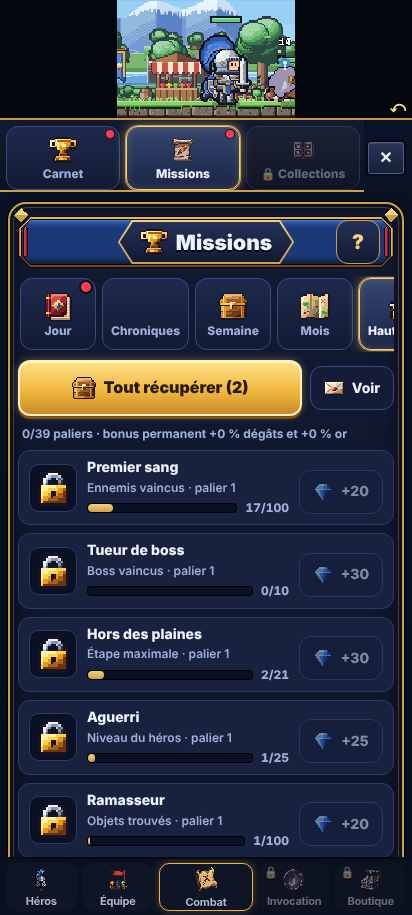 Carnet
Missions
Collections
×
Missions
?
Jour
Chroniques
Semaine
Mois
Haut
Tout récupérer (2)
Voir
0/39 paliers · bonus permanent +0 % dégâts et +0 % or
Premier sang
Ennemis vaincus · palier 1
17/100
+20
Tueur de boss
Boss vaincus · palier 1
0/10
+30
Hors des plaines
Étape maximale · palier 1
2/21
+30
Aguerri
Niveau du héros · palier 1
1/25
+25
Ramasseur
Objets trouvés · palier 1
1/100
+20
Héros
Équipe
Combat
Invocation
Boutique